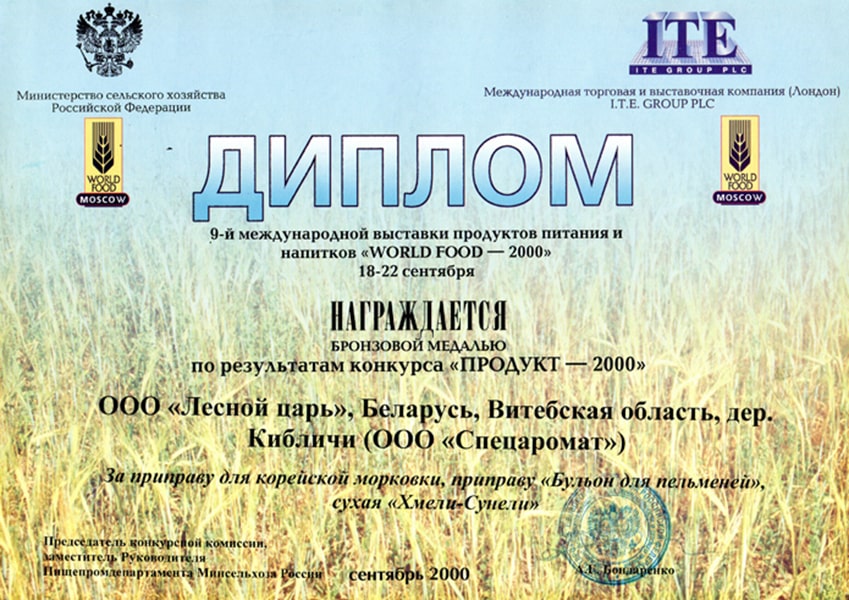 Министерство сельского хозяйства
Российской Федерации
ITE
ITE GROUP PLC
Международная торговая и выставочная компания (Лондон)
I.T.E. GROUP PLC
WORLD
FOOD
MOSCOW
WORLD
FOOD
MOSCOW
ДИПЛОМ
9-й международной выставки продуктов питания и
напитков «WORLD FOOD — 2000»
18-22 сентября
НАГРАЖДАЕТСЯ
БРОНЗОВОЙ МЕДАЛЬЮ
по результатам конкурса «ПРОДУКТ — 2000»
ООО «Лесной царь», Беларусь, Витебская область, дер.
Кибличи (ООО «Спецаромат»)
За приправу для корейской морковки, приправу «Бульон для пельменей»,
сухая «Хмели-Сунели»
Председатель конкурсной комиссии,
заместитель Руководителя
Пищепромдепартамента Минсельхоза России
сентябрь 2000
Бондаренко